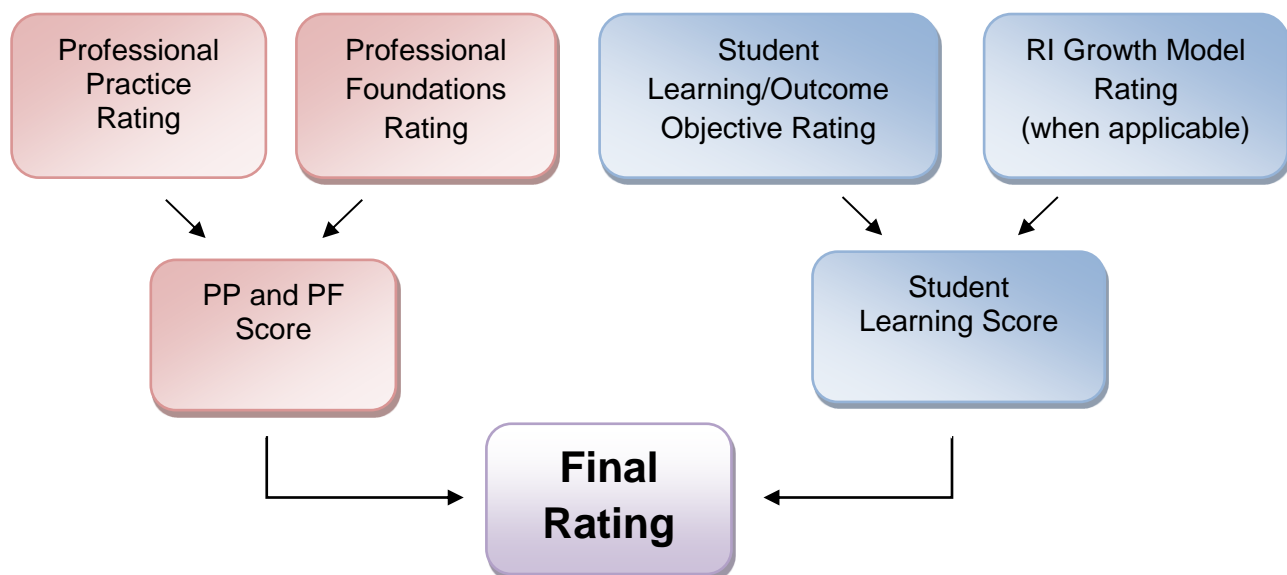 Professional
Practice
Rating
Professional
Foundations
Rating
Student
Learning/Outcome
Objective Rating
RI Growth Model
Rating
(when applicable)
PP and PF
Score
Student
Learning Score
Final
Rating